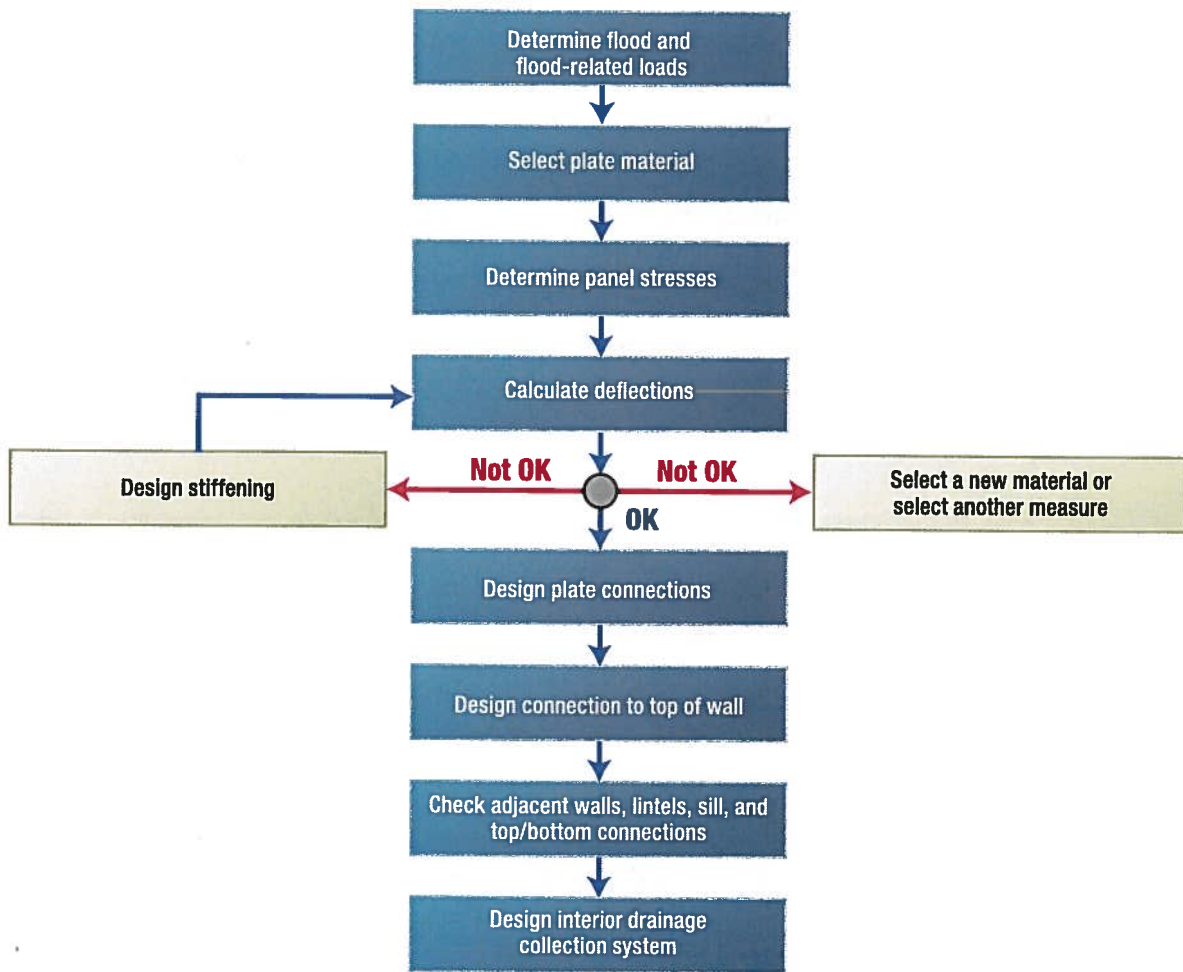 Determine flood and
flood-related loads
Select plate material
Determine panel stresses
Calculate deflections
Not OK
Not OK
Design stiffening
Select a new material or
select another measure
OK
Design plate connections
Design connection to top of wall
Check adjacent walls, lintels, sill, and
top/bottom connections
Design interior drainage
collection system